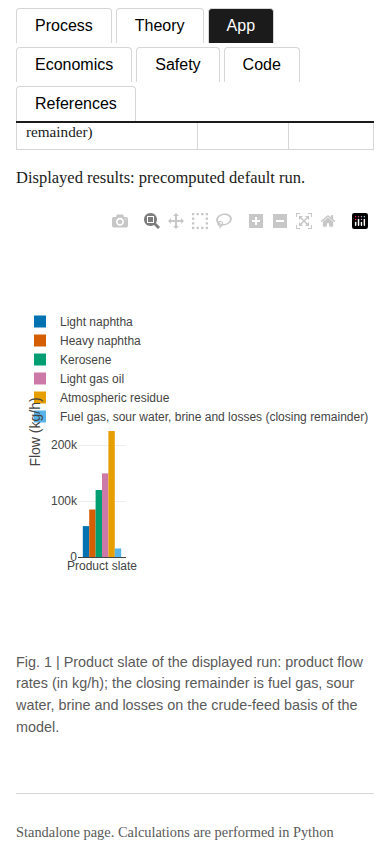 Process
Theory
App
Economics
Safety
Code
References
remainder)
Displayed results: precomputed default run.
Light naphtha
Heavy naphtha
Kerosene
Light gas oil
Atmospheric residue
Fuel gas, sour water, brine and losses (closing remainder)
Flow (kg/h)
200k
100k
0
Product slate
Fig. 1 | Product slate of the displayed run: product flow
rates (in kg/h); the closing remainder is fuel gas, sour
water, brine and losses on the crude-feed basis of the
model.
Standalone page. Calculations are performed in Python